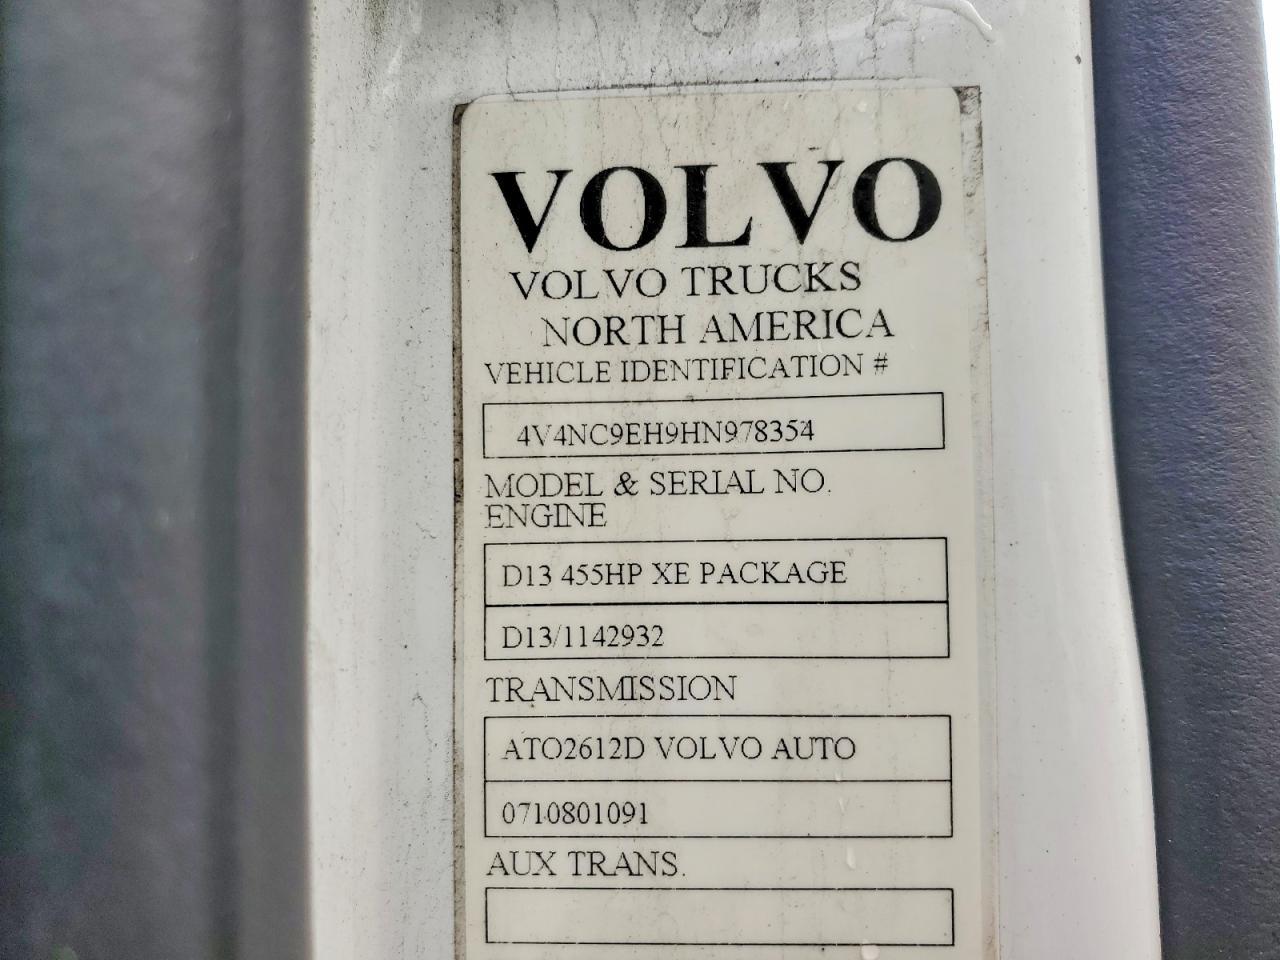 VOLVO
VOLVO TRUCKS
NORTH AMERICA
VEHICLE IDENTIFICATION #
4V4NC9EH9HN978354
MODEL & SERIAL NO.
ENGINE
D13 455HP XE PACKAGE
D13/1142932
TRANSMISSION
ATO2612D VOLVO AUTO
0710801091
AUX TRANS.